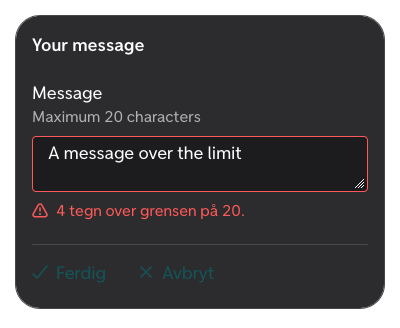 Your message
Message
Maximum 20 characters
A message over the limit
4 tegn over grensen på 20.
Ferdig
Avbryt